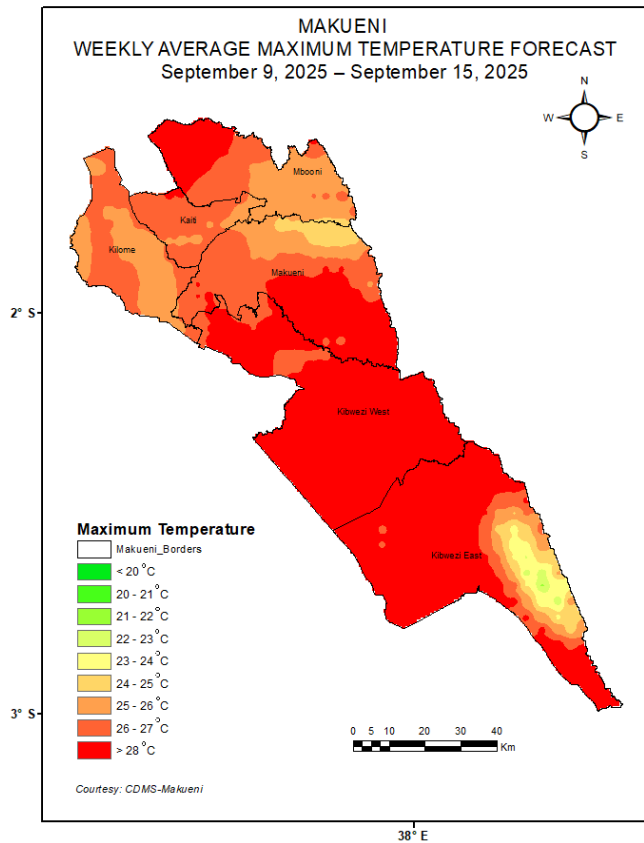 MAKUENI
WEEKLY AVERAGE MAXIMUM TEMPERATURE FORECAST
September 9, 2025 – September 15, 2025
N
W E
S
Mbooni
Kaiti
Kilome
Makueni
2° S
Kibwezi West
Kibwezi East
Maximum Temperature
Makueni_Borders
< 20 °C
20 - 21 °C
21 - 22 °C
22 - 23 °C
23 - 24 °C
24 - 25 °C
25 - 26 °C
26 - 27 °C
> 28 °C
3° S
0 5 10 20 30 40
Km
Courtesy: CDMS-Makueni
38° E